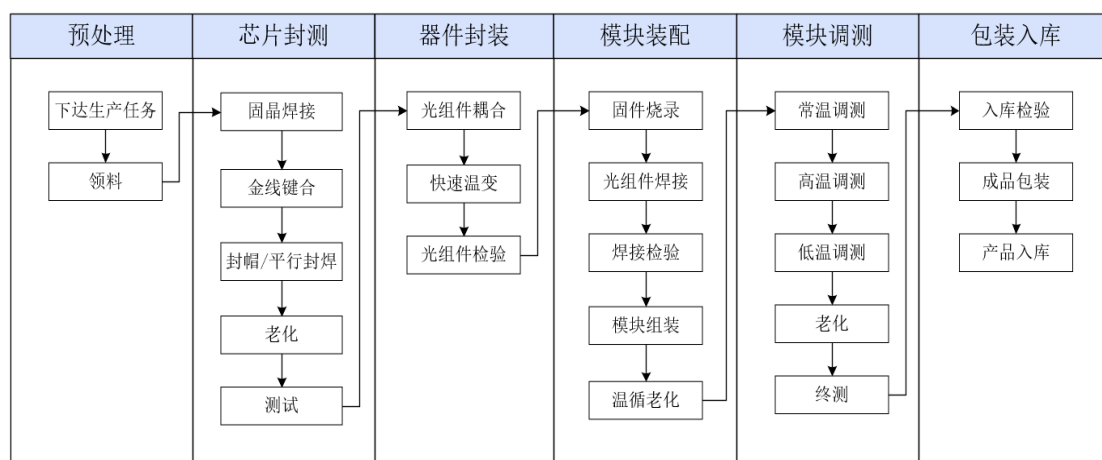 预处理
芯片封测
器件封装
模块装配
模块调测
包装入库
下达生产任务
领料
固晶焊接
金线键合
封帽/平行封焊
老化
测试
光组件耦合
快速温变
光组件检验
固件烧录
光组件焊接
焊接检验
模块组装
温循老化
常温调测
高温调测
低温调测
老化
终测
入库检验
成品包装
产品入库